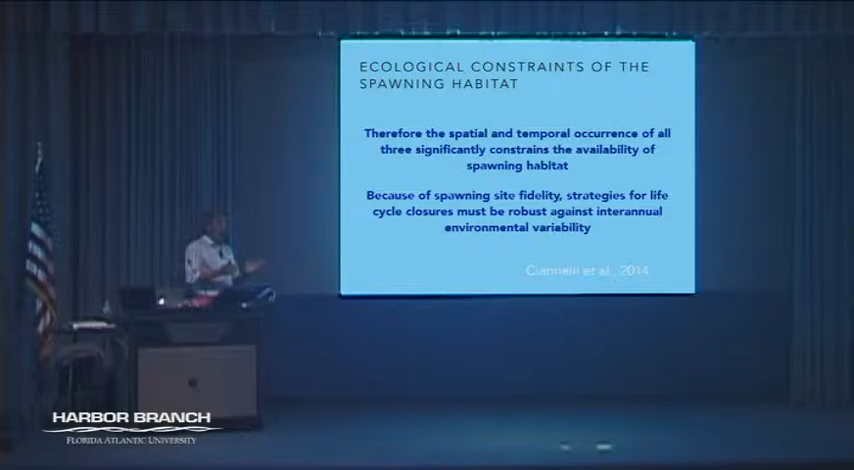 ECOLOGICAL CONSTRAINTS OF THE
SPAWNING HABITAT
Therefore the spatial and temporal occurrence of all
three significantly constrains the availability of
spawning habitat
Because of spawning site fidelity, strategies for life
cycle closures must be robust against interannual
environmental variability
Ciannelli et al., 2014
HARBOR BRANCH
FLORIDA ATLANTIC UNIVERSITY